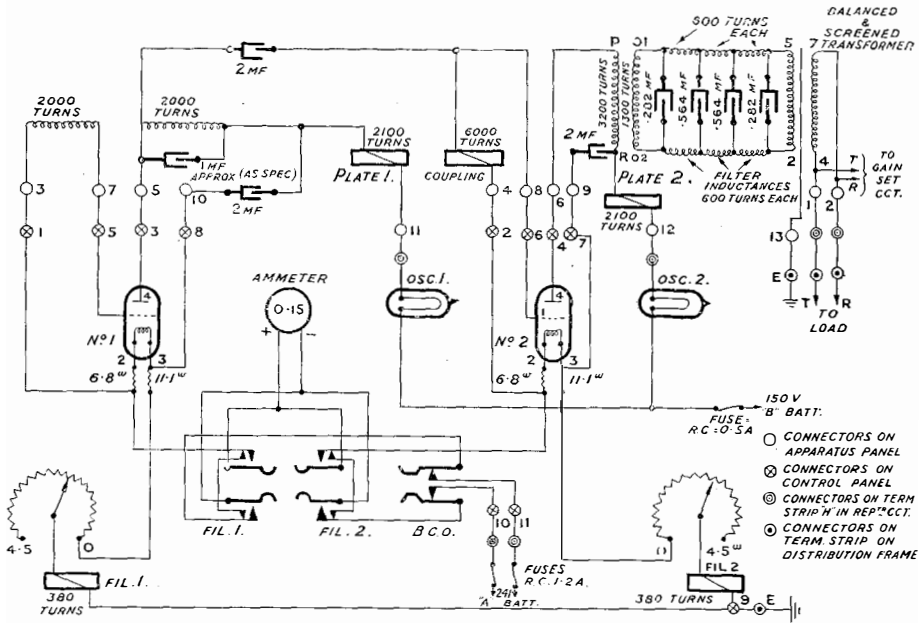 600 TURNS
EACH
BALANCED
&
SCREENED
TRANSFORMER
2 MF
P
O1
5
7
2000
TURNS
2000
TURNS
3200 TURNS
1300 TURNS
.282 MF
.564 MF
.564 MF
.282 MF
2100
TURNS
6000
TURNS
2 MF
1 MF
APPROX (AS SPEC)
PLATE 1.
COUPLING
R
O2
2
4
T
R
TO
GAIN
SET
CCT.
FILTER
INDUCTANCES
600 TURNS EACH
PLATE 2.
2100
TURNS
2 MF
3
7
5
10
4
8
6
9
1
2
1
5
3
8
11
2
6
4
7
12
13
AMMETER
0·15
+
-
OSC.1.
OSC.2.
E
T
R
TO
LOAD
4
4
Nº 1
2
3
Nº 2
2
3
6·8ʷ
11·1ʷ
6·8ʷ
11·1ʷ
150 V
"B" BATT.
FUSE=
R.C.=0·5A
CONNECTORS ON
APPARATUS PANEL
CONNECTORS ON
CONTROL PANEL
CONNECTORS ON TERM
STRIP "H" IN REPTR CCT.
CONNECTORS ON
TERM. STRIP ON
DISTRIBUTION FRAME
FIL.1.
FIL. 2.
B C.O.
10
11
4·5
O
O
4·5ʷ
FIL.1.
FIL 2
380
TURNS
FUSES
R.C.1·2A.
24V
"A" BATT.
380 TURNS
9
E